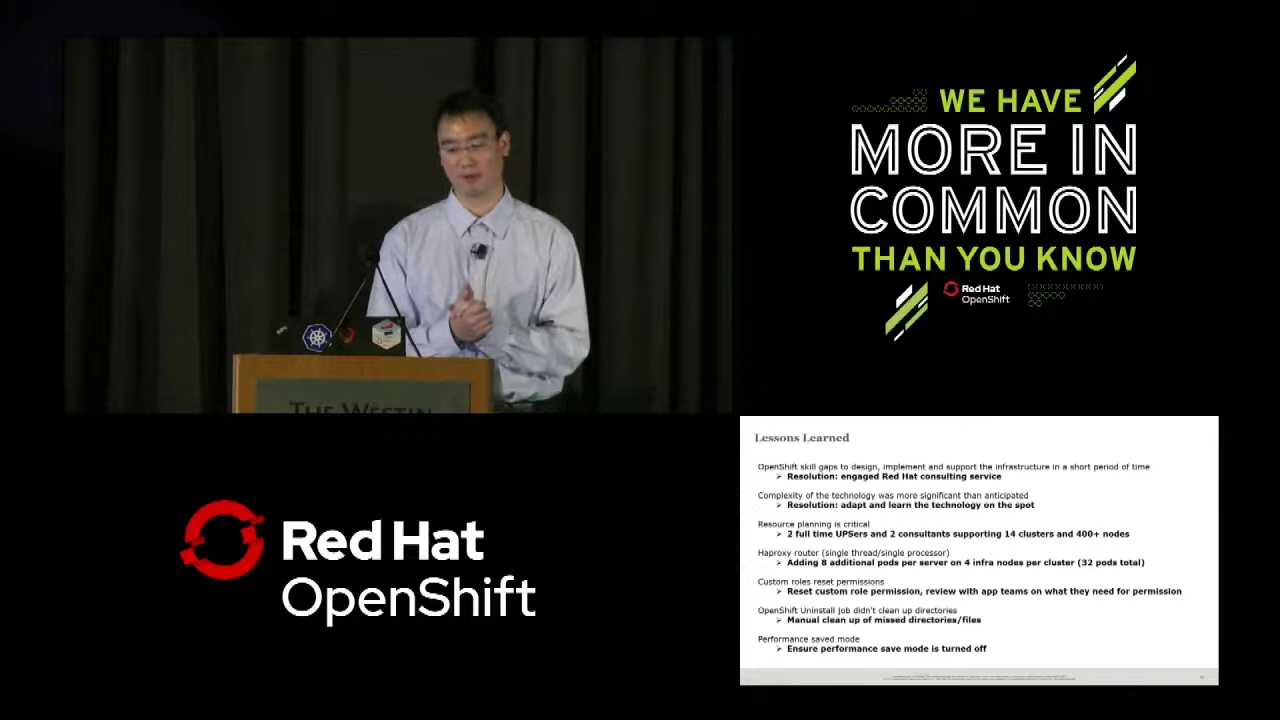 WE HAVE
MORE IN
COMMON
THAN YOU KNOW
Red Hat
OpenShift
THE WESTIN
Red Hat
OpenShift
Lessons Learned
OpenShift skill gaps to design, implement and support the infrastructure in a short period of time
➢ Resolution: engaged Red Hat consulting service
Complexity of the technology was more significant than anticipated
➢ Resolution: adapt and learn the technology on the spot
Resource planning is critical
➢ 2 full time UPSers and 2 consultants supporting 14 clusters and 400+ nodes
Haproxy router (single thread/single processor)
➢ Adding 8 additional pods per server on 4 infra nodes per cluster (32 pods total)
Custom roles reset permissions
➢ Reset custom role permission, review with app teams on what they need for permission
OpenShift Uninstall job didn't clean up directories
➢ Manual clean up of missed directories/files
Performance saved mode
➢ Ensure performance save mode is turned off